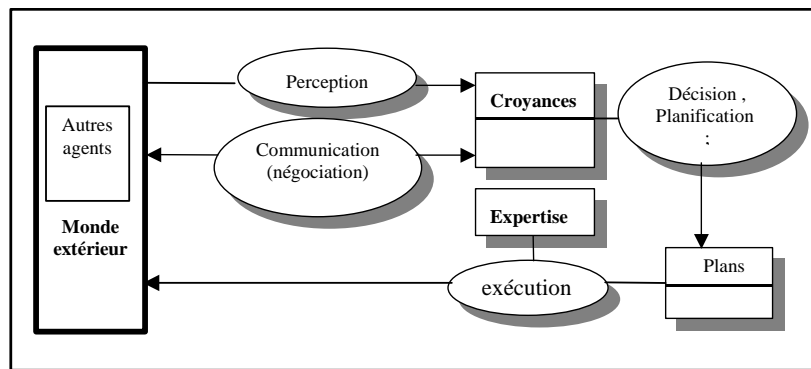 Perception
Croyances
Décision ,
Planification
;
Autres
agents
Communication
(négociation)
Monde
extérieur
Expertise
Plans
exécution